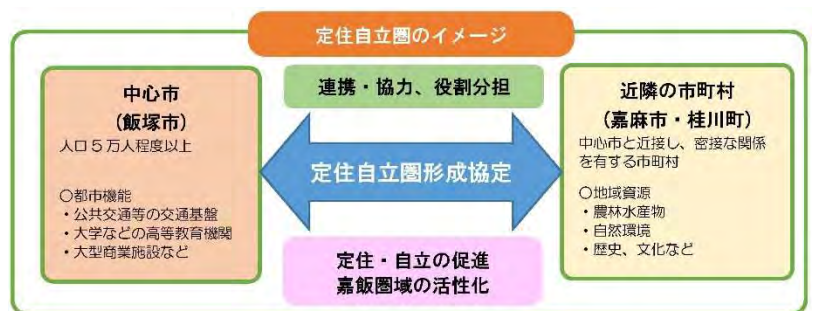 定住自立圏のイメージ
中心市
(飯塚市)
人口5万人程度以上
○都市機能
・公共交通等の交通基盤
・大学などの高等教育機関
・大型商業施設など
連携・協力、役割分担
定住自立圏形成協定
定住・自立の促進
嘉飯圏域の活性化
近隣の市町村
(嘉麻市・桂川町)
中心市と近接し、密接な関係
を有する市町村
○地域資源
・農林水産物
・自然環境
・歴史、文化など